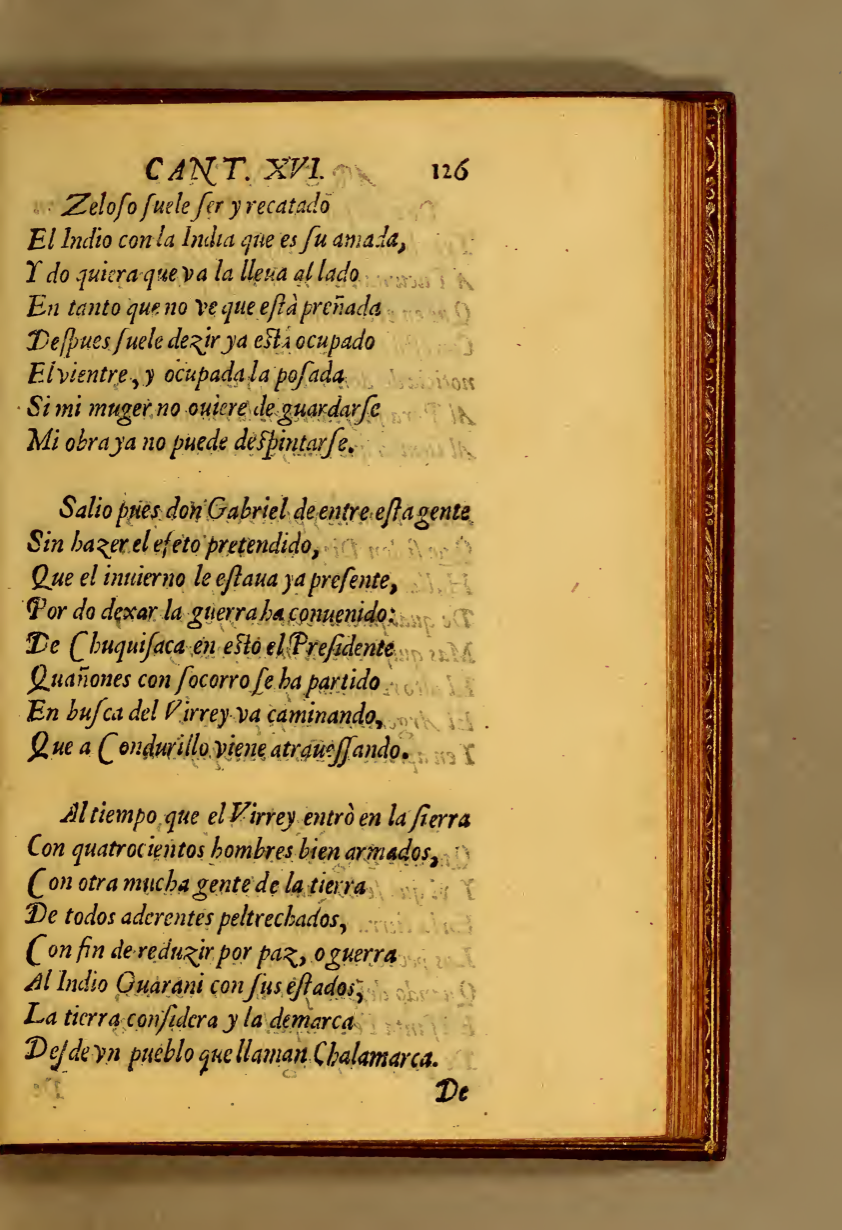 CANT. XVI. 126
Zeloſo ſuele ſer y recatado
El Indio con la India que es ſu amada,
Y do quiera que va la lleua al lado
En tanto que no ve que eſtà preñada
Deſpues ſuele dezir ya eſtà ocupado
El vientre, y ocupada la poſada
Si mi muger no ouiere de guardarſe
Mi obra ya no puede deſpintarſe.
Salio pues don Gabriel de entre eſta gente
Sin hazer el efeto pretendido,
Que el inuierno le eſtaua ya preſente,
Por do dexar la guerra ha conuenido:
De Chuquiſaca en eſto el Preſidente
Quañones con ſocorro ſe ha partido
En buſca del Virrey va caminando,
Que a Condurillo viene atraueſſando.
Al tiempo que el Virrey entrò en la ſierra
Con quatrocientos hombres bien armados,
Con otra mucha gente de la tierra
De todos aderentes peltrechados,
Con fin de reduzir por paz, o guerra
Al Indio Guarani con ſus eſtados,
La tierra conſidera y la demarca
Deſde vn pueblo que llaman Chalamarca.
De